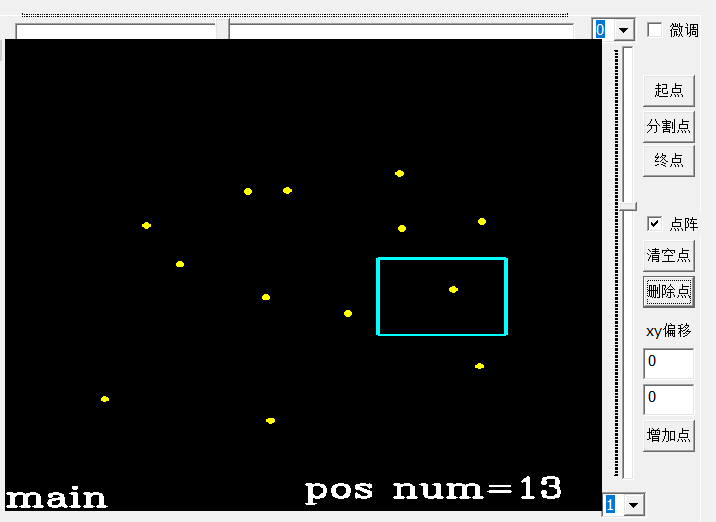 0
微调
起点
分割点
终点
点阵
清空点
删除点
xy偏移
0
0
增加点
main
pos num=13
1